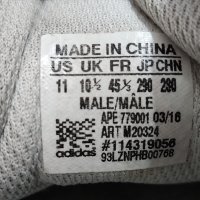 MADE IN CHINA
US UK FR JP CHN
11 10½ 45⅓ 290 290
MALE/MÂLE
APE 779001 03/16
ART M20324
#114319056
adidas
93LZNPHB00768